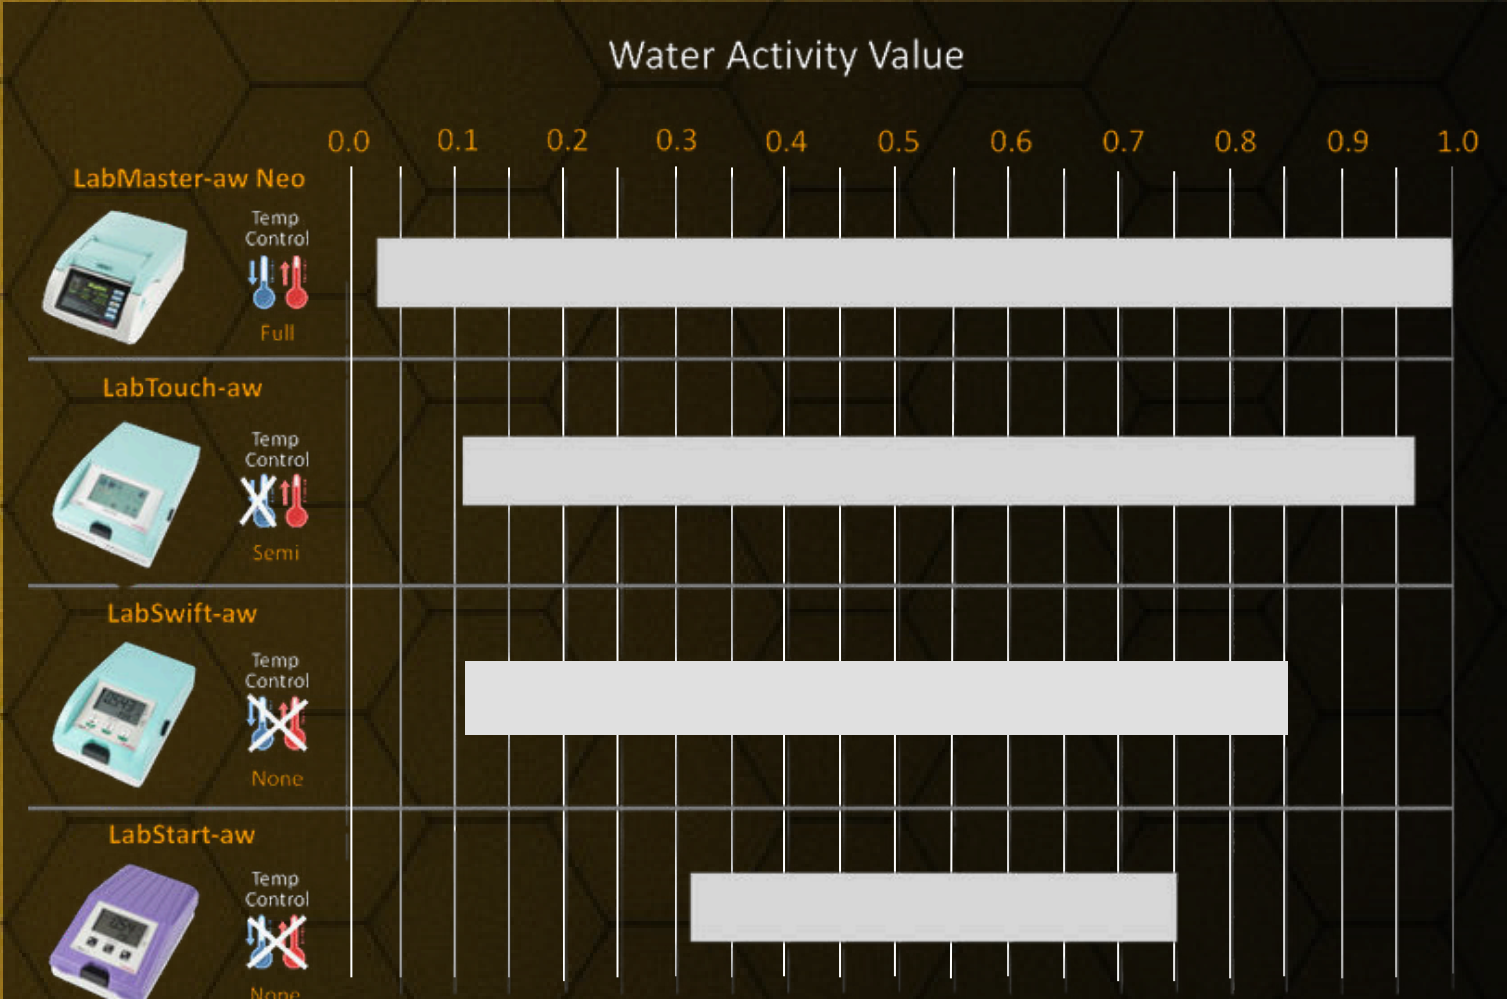 Water Activity Value
0.0 0.1 0.2 0.3 0.4 0.5 0.6 0.7 0.8 0.9 1.0
LabMaster-aw Neo
Temp
Control
Full
LabTouch-aw
Temp
Control
Semi
LabSwift-aw
Temp
Control
None
LabStart-aw
Temp
Control
None